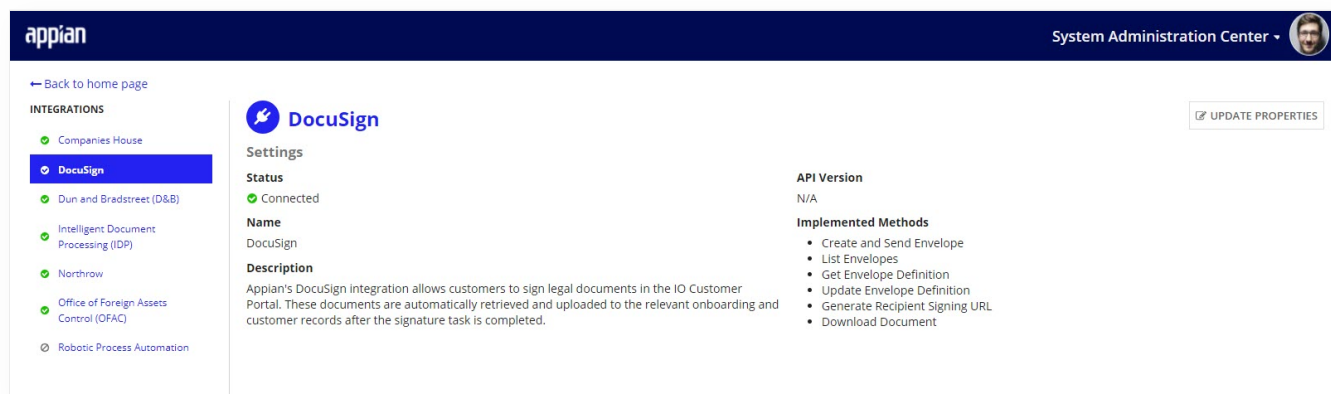 appian
System Administration Center
Back to home page
INTEGRATIONS
Companies House
DocuSign
Dun and Bradstreet (D&B)
Intelligent Document
Processing (IDP)
Northrow
Office of Foreign Assets
Control (OFAC)
Robotic Process Automation
DocuSign
UPDATE PROPERTIES
Settings
Status
Connected
Name
DocuSign
Description
Appian's DocuSign integration allows customers to sign legal documents in the IO Customer
Portal. These documents are automatically retrieved and uploaded to the relevant onboarding and
customer records after the signature task is completed.
API Version
N/A
Implemented Methods
• Create and Send Envelope
• List Envelopes
• Get Envelope Definition
• Update Envelope Definition
• Generate Recipient Signing URL
• Download Document